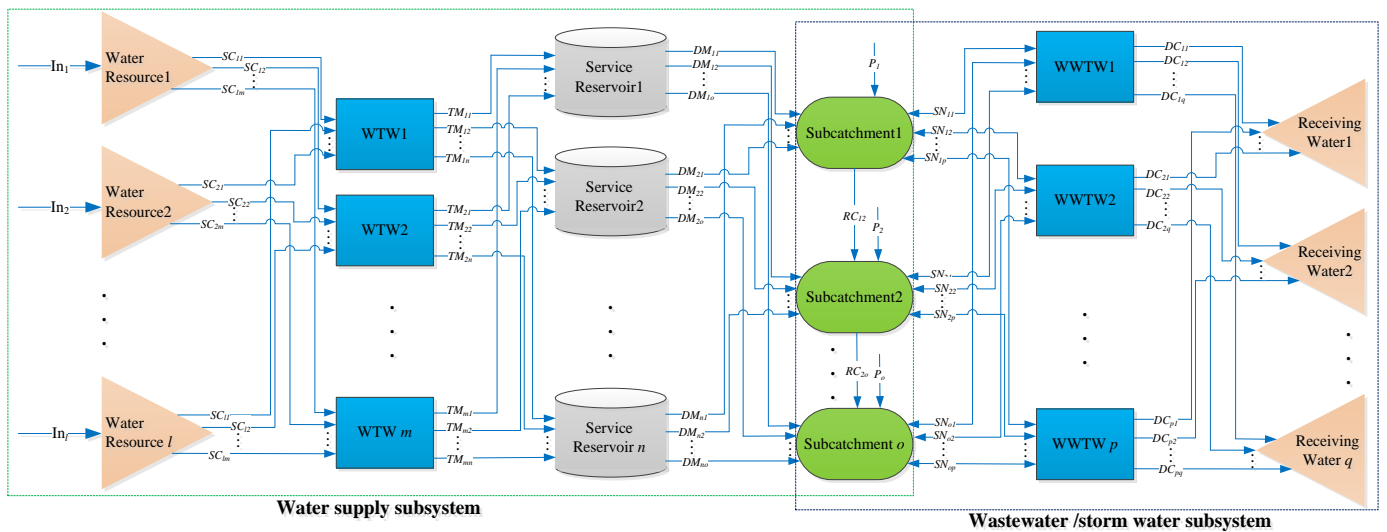 In1
In2
Inl
Water
Resource1
Water
Resource2
Water
Resource l
SC11
SC12
SC1m
SC21
SC22
SC2m
SCl1
SCl2
SClm
WTW1
WTW2
WTW m
TM11
TM12
TM1n
TM21
TM22
TM2n
TMm1
TMm2
TMmn
Service
Reservoir1
Service
Reservoir2
Service
Reservoir n
DM11
DM12
DM1o
DM21
DM22
DM2o
DMn1
DMn2
DMno
P1
Subcatchment1
RC12
P2
Subcatchment2
RC2o
Po
Subcatchment o
SN11
SN12
SN1p
SN22
SN2p
SNo1
SNo2
SNop
WWTW1
WWTW2
WWTW p
DC11
DC12
DC1q
DC21
DC22
DC2q
DCp1
DCp2
DCpq
Receiving
Water1
Receiving
Water2
Receiving
Water q
Water supply subsystem
Wastewater /storm water subsystem